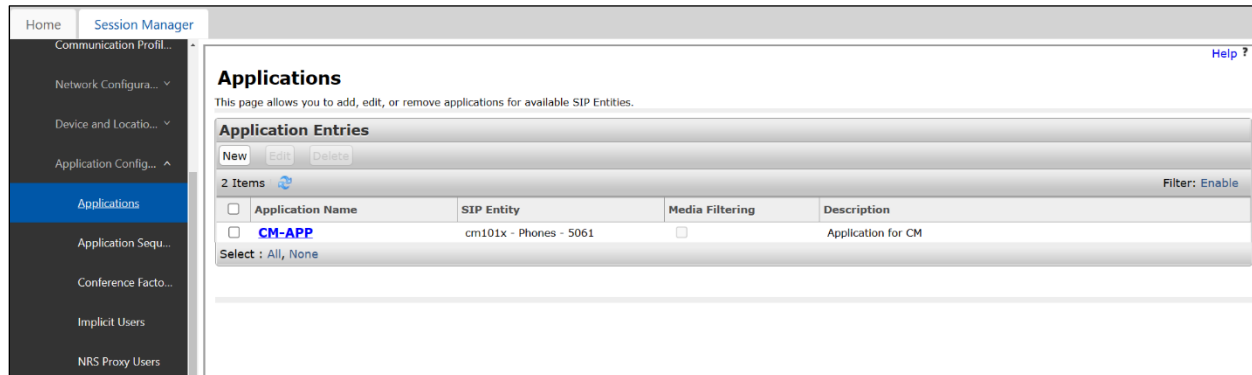 Home Session Manager
Communication Profil...
Help ?
Network Configura...
Device and Locatio...
Application Config...
Applications
Application Sequ...
Conference Facto...
Implicit Users
NRS Proxy Users
Applications
This page allows you to add, edit, or remove applications for available SIP Entities.
Application Entries
New Edit Delete
2 Items Filter: Enable
Application Name SIP Entity Media Filtering Description
CM-APP cm101x - Phones - 5061 Application for CM
Select : All, None